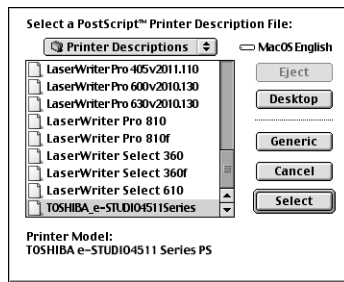 Select a PostScript™ Printer Description File:
Printer Descriptions
MacOS English
LaserWriter Pro 405v2011.110
LaserWriter Pro 600v2010.130
LaserWriter Pro 630v2010.130
LaserWriter Pro 810
LaserWriter Pro 810f
LaserWriter Select 360
LaserWriter Select 360f
LaserWriter Select 610
TOSHIBA_e-STUDIO4511Series
Eject
Desktop
Generic
Cancel
Select
Printer Model:
TOSHIBA e-STUDIO4511 Series PS